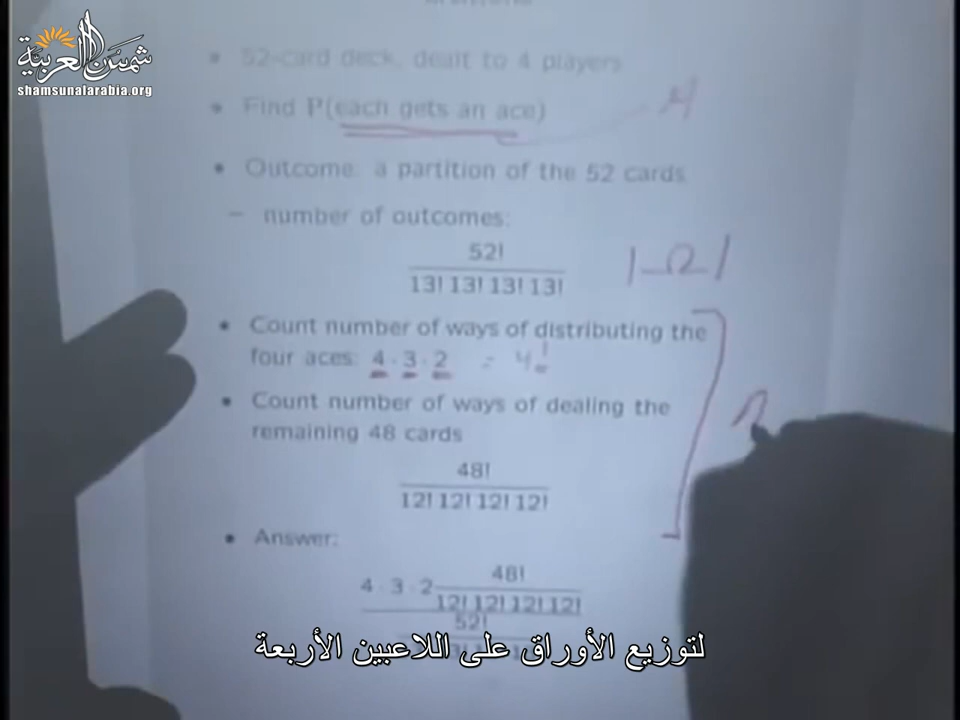 شمس العربية
shamsunalarabia.org
• 52-card deck, dealt to 4 players
• Find P(each gets an ace)
• Outcome: a partition of the 52 cards
– number of outcomes:
52!
13! 13! 13! 13!
|Ω|
• Count number of ways of distributing the
four aces: 4 · 3 · 2 = 4!
• Count number of ways of dealing the
remaining 48 cards
48!
12! 12! 12! 12!
• Answer:
48!
4 · 3 · 2
12! 12! 12! 12!
52!
لتوزيع الأوراق على اللاعبين الأربعة